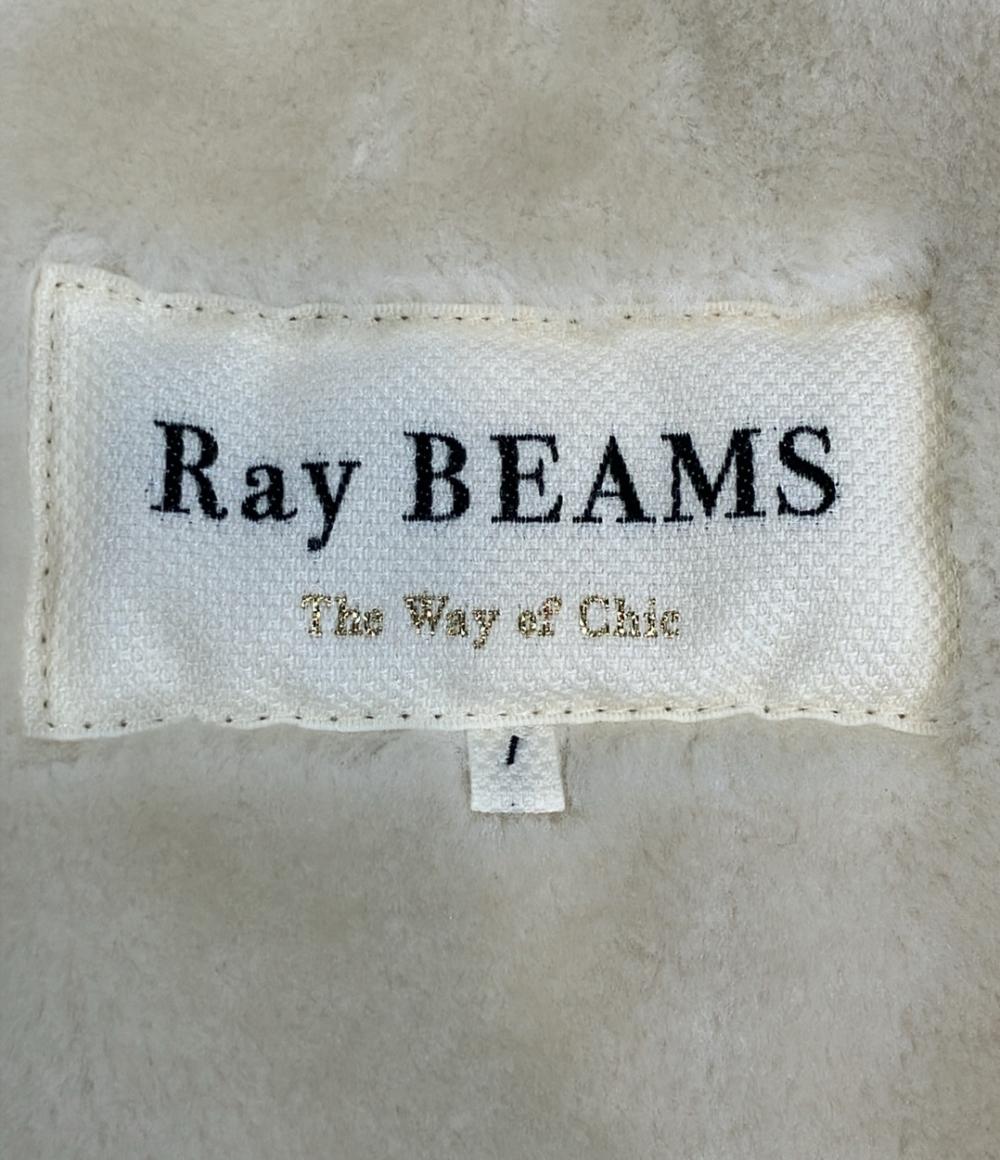 Ray BEAMS
The Way of Chic
1